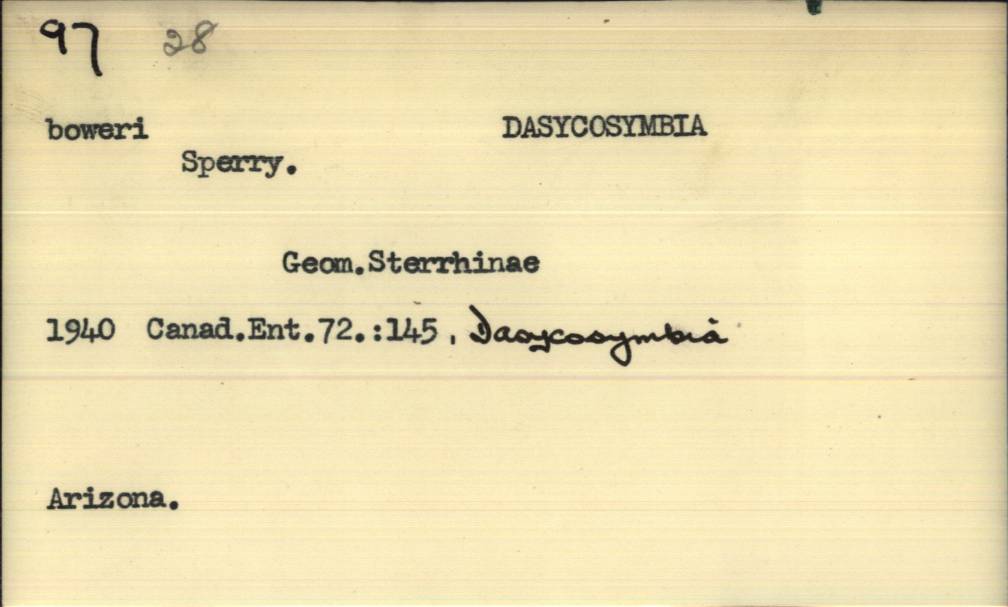 97 28
boweri DASYCOSYMBIA
Sperry.
Geom.Sterrhinae
1940 Canad.Ent.72.:145, Dasycosymbia
Arizona.